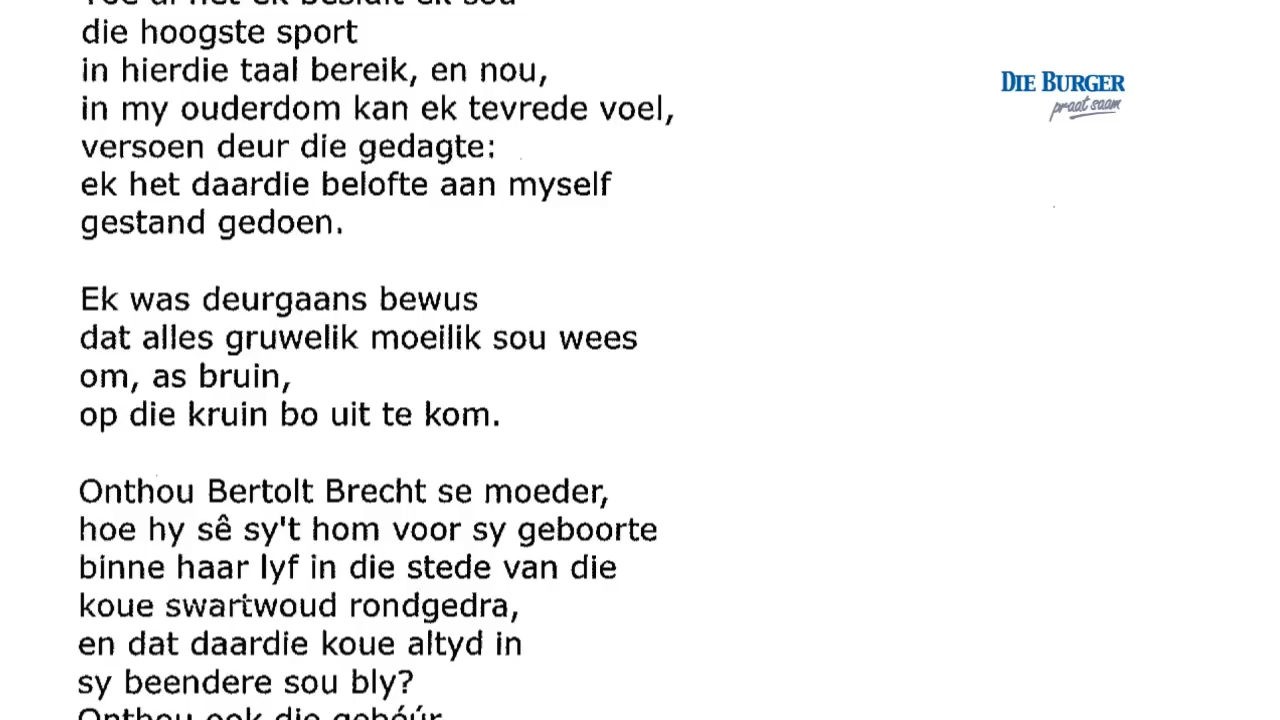 die hoogste sport
in hierdie taal bereik, en nou,
in my ouderdom kan ek tevrede voel,
versoen deur die gedagte:
ek het daardie belofte aan myself
gestand gedoen.
Ek was deurgaans bewus
dat alles gruwelik moeilik sou wees
om, as bruin,
op die kruin bo uit te kom.
Onthou Bertolt Brecht se moeder,
hoe hy sê sy't hom voor sy geboorte
binne haar lyf in die stede van die
koue swartwoud rondgedra,
en dat daardie koue altyd in
sy beendere sou bly?
Onthou ook die
DIE BURGER
praat saam